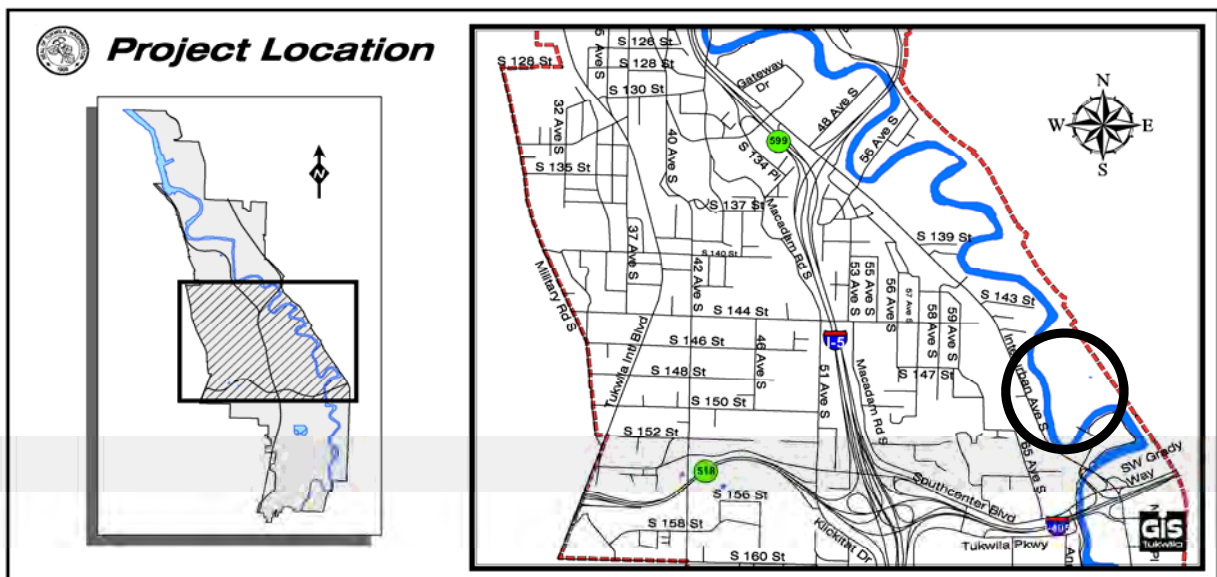 Project Location
N
S 126 St
5 Ave S
S 128 St
S 128 St
S 130 St
Gateway Dr
48 Ave S
56 Ave S
599
32 Ave S
40 Ave S
S 134 Pl
S 135 St
S 137 St
Macadam Rd S
37 Ave S
42 Ave S
S 140 St
S 139 St
S 143 St
53 Ave S
55 Ave S
56 Ave S
57 Ave S
58 Ave S
59 Ave S
Military Rd S
S 144 St
Tukwila Intl Blvd
S 146 St
46 Ave S
I-5
51 Ave S
Macadam Rd S
S 147 St
Interurban Ave S
S 148 St
S 150 St
S 152 St
65 Ave S
SW Grady Way
518
Southcenter Blvd
S 156 St
S 158 St
S 160 St
Klickitat Dr
Tukwila Pkwy
I-405
N
W E
S
GIS
Tukwila